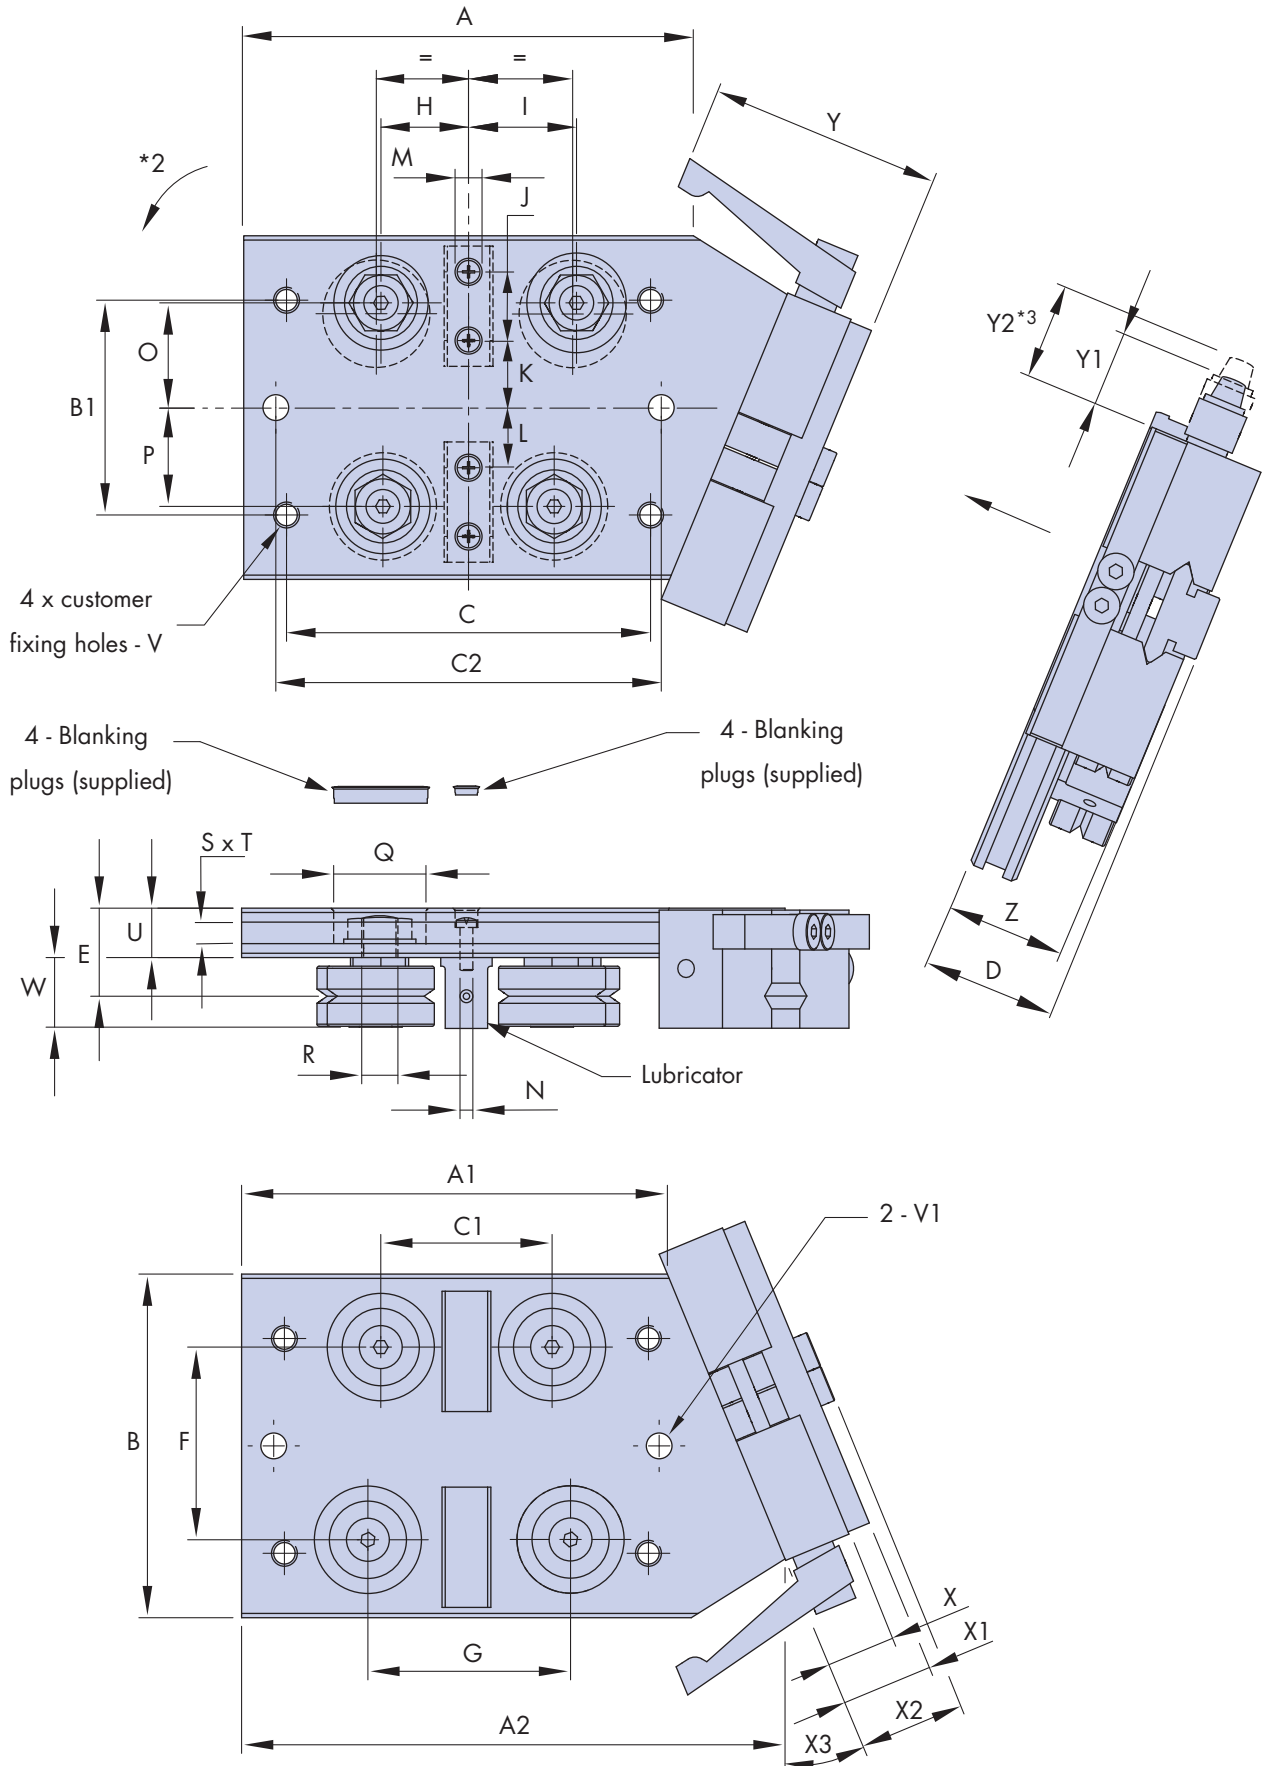 A
= =
H I
M
J
*2
Y
O
K
B1
P
L
Y2*3
Y1
4 x customer
fixing holes - V
C
C2
4 - Blanking
plugs (supplied)
4 - Blanking
plugs (supplied)
S x T
Q
U
E
W
Z
D
R
N
Lubricator
A1
C1
2 - V1
B
F
G
X
X1
X2
A2
X3